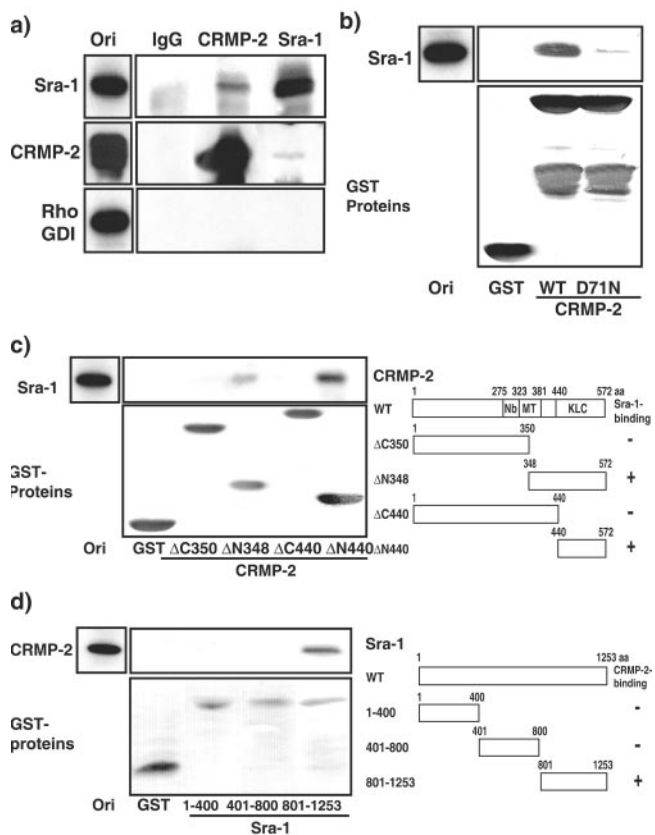 a)
Ori IgG CRMP-2 Sra-1
Sra-1
CRMP-2
Rho
GDI
b)
Sra-1
GST
Proteins
Ori GST WT D71N
CRMP-2
c)
Sra-1
GST-
Proteins
Ori GST ΔC350 ΔN348 ΔC440 ΔN440
CRMP-2
CRMP-2
1 275 323 381 440 572 aa
WT Nb MT KLC Sra-1-
binding
1 350
ΔC350 -
348 572
ΔN348 +
1 440
ΔC440 -
440 572
ΔN440 +
d)
CRMP-2
GST-
proteins
Ori GST 1-400 401-800 801-1253
Sra-1
Sra-1
1 1253 aa
WT CRMP-2-
binding
1 400
1-400 -
401 800
401-800 -
801 1253
801-1253 +